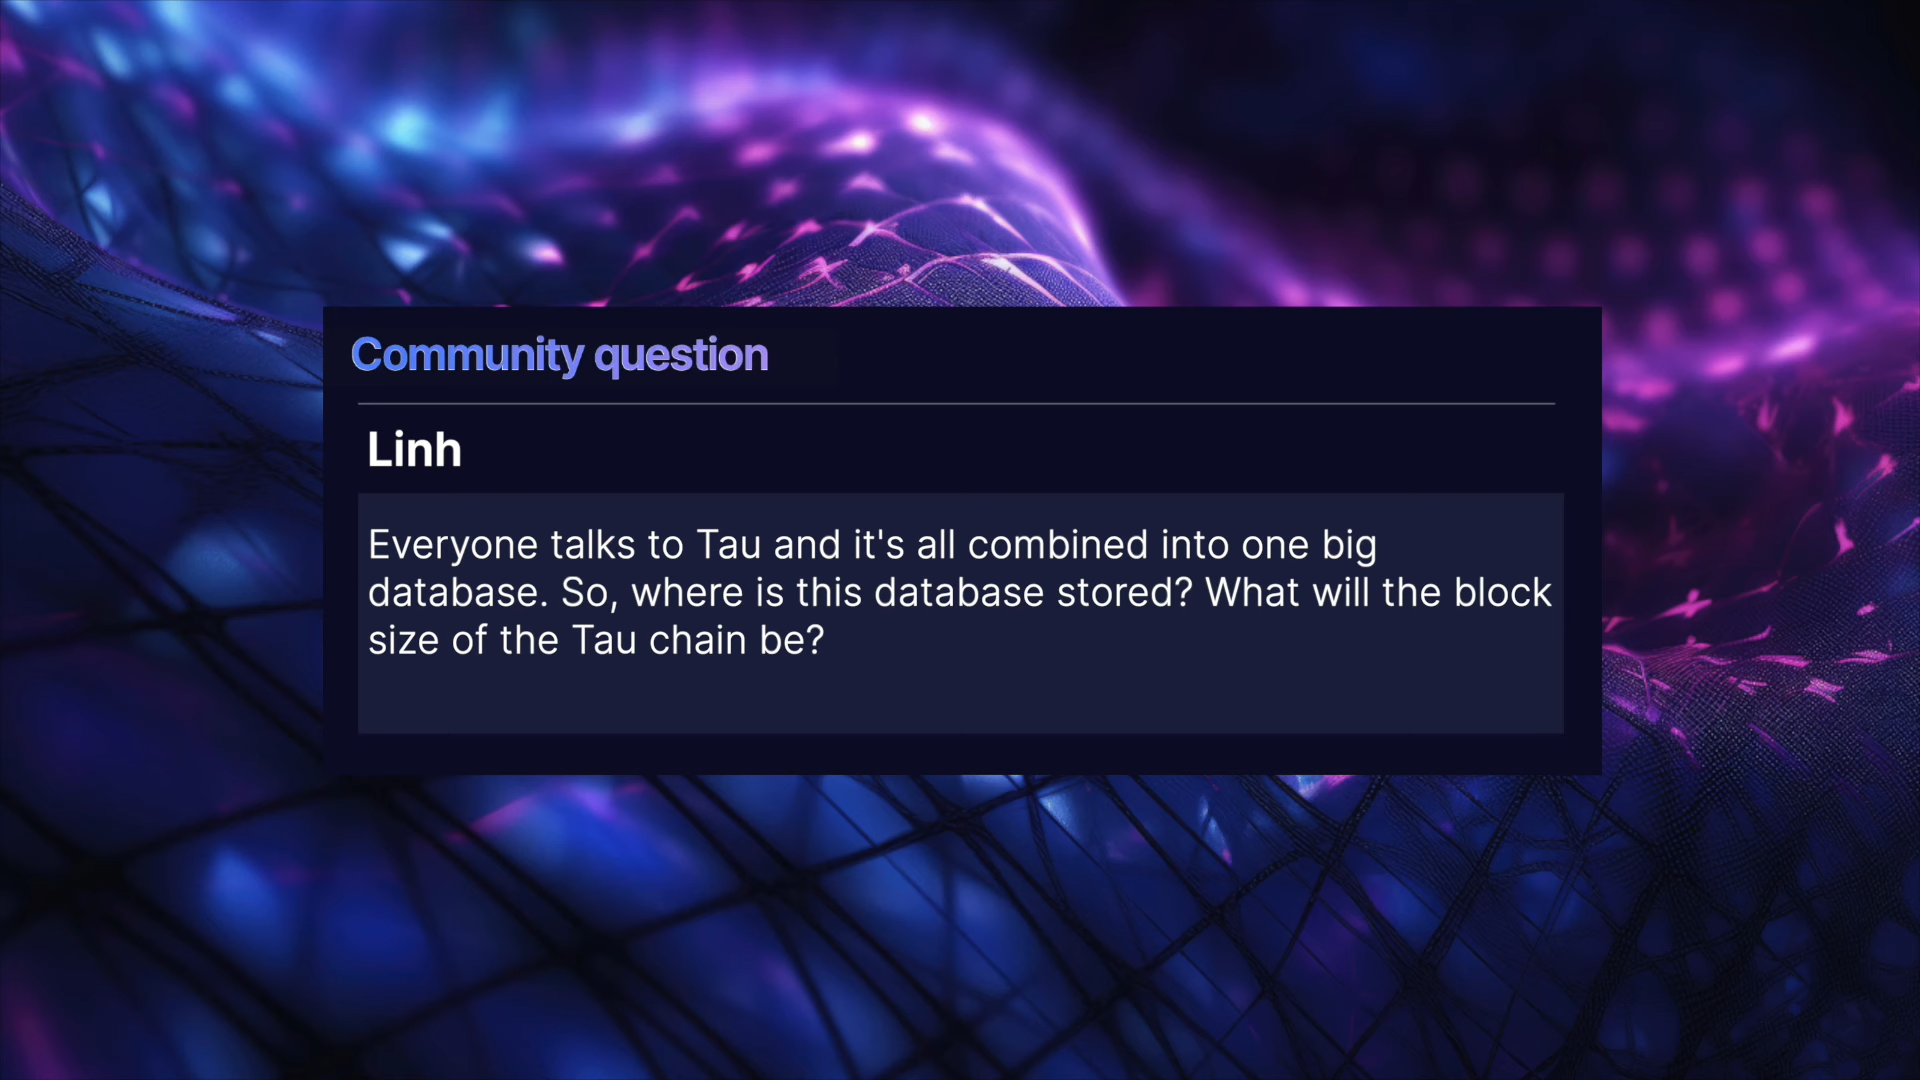 Community question
Linh
Everyone talks to Tau and it's all combined into one big
database. So, where is this database stored? What will the block
size of the Tau chain be?